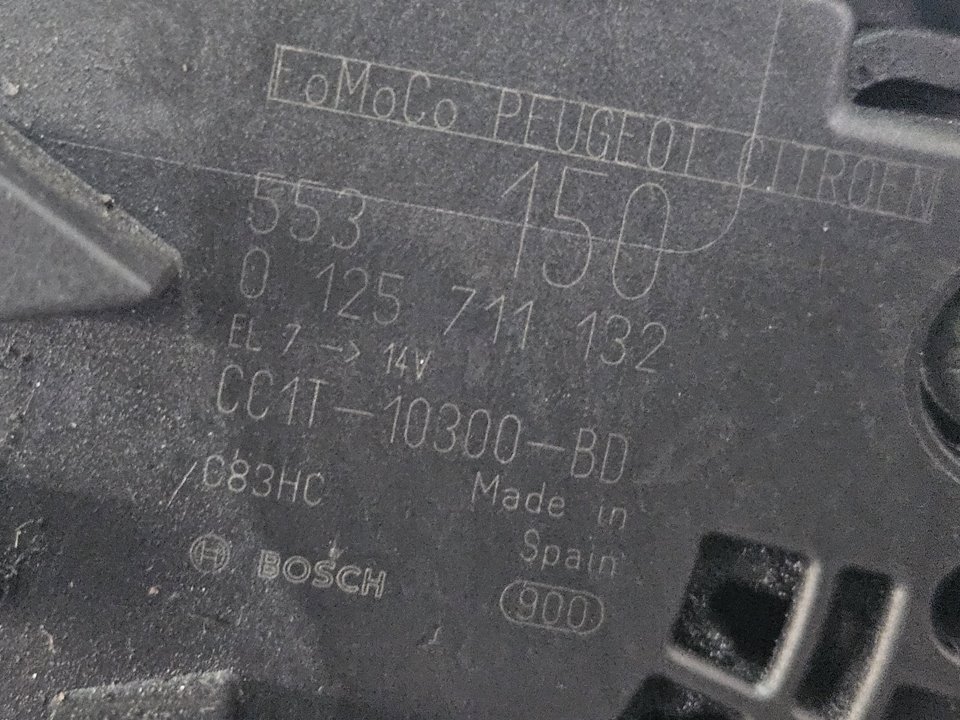 FoMoCo PEUGEOT CITROEN
553 150
0 125 711 132
EL 7 -> 14V
CC1T-10300-BD
/C83HC
Made in
Spain
BOSCH
900